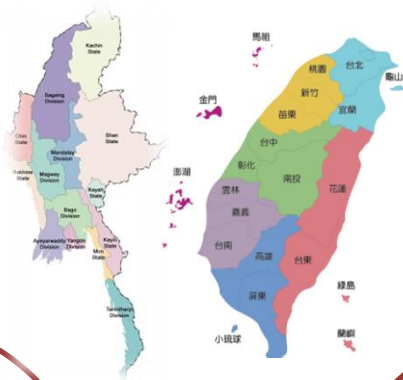 Kachin
State
Sagaing
Division
Chin
State
Shan
State
Mandalay
Division
Rakhine
State
Magway
Division
Kayah
State
Bago
Division
Ayeyarwaddy
Division
Yangon
Division
Kayin
State
Mon
State
Tanintharyi
Division
馬祖
桃園
台北
龜山
新竹
金門
苗栗
宜蘭
台中
澎湖
彰化
南投
花蓮
雲林
嘉義
台南
高雄
台東
屏東
綠島
小琉球
蘭嶼